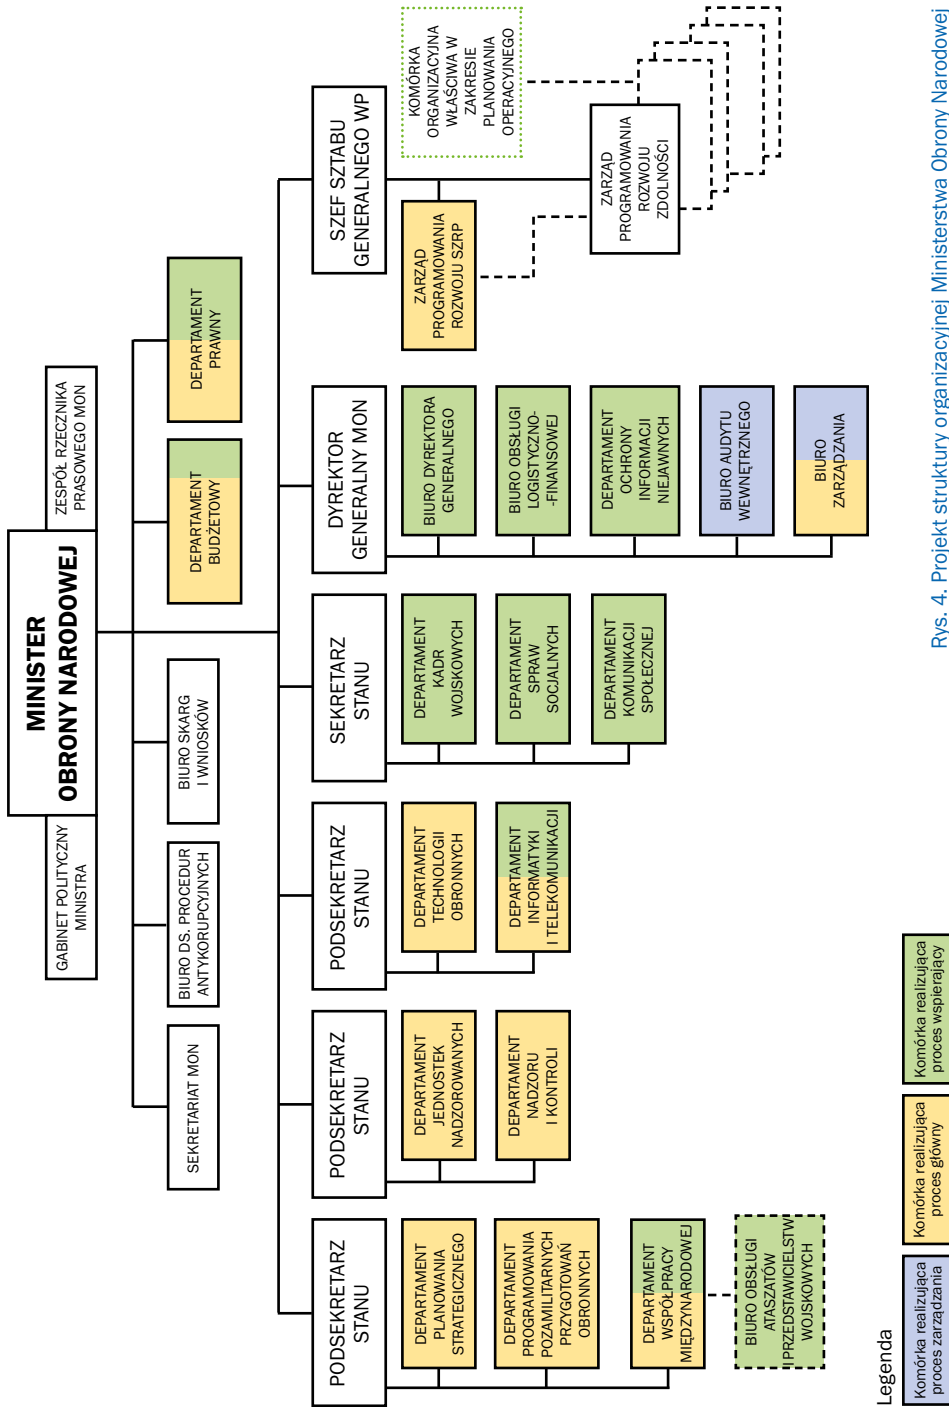 MINISTER
OBRONY NARODOWEJ
GABINET POLITYCZNY
MINISTRA
ZESPÓŁ RZECZNIKA
PRASOWEGO MON
SEKRETARIAT MON
BIURO DS. PROCEDUR
ANTYKORUPCYJNYCH
BIURO SKARG
I WNIOSKÓW
DEPARTAMENT
BUDŻETOWY
DEPARTAMENT
PRAWNY
PODSEKRETARZ
STANU
DEPARTAMENT
PLANOWANIA
STRATEGICZNEGO
DEPARTAMENT
PROGRAMOWANIA
POZAMILITARNYCH
PRZYGOTOWAŃ
OBRONNYCH
DEPARTAMENT
WSPÓŁPRACY
MIĘDZYNARODOWEJ
BIURO OBSŁUGI
ATASZATÓW
I PRZEDSTAWICIELSTW
WOJSKOWYCH
PODSEKRETARZ
STANU
DEPARTAMENT
JEDNOSTEK
NADZOROWANYCH
DEPARTAMENT
NADZORU
I KONTROLI
PODSEKRETARZ
STANU
DEPARTAMENT
TECHNOLOGII
OBRONNYCH
DEPARTAMENT
INFORMATYKI
I TELEKOMUNIKACJI
SEKRETARZ
STANU
DEPARTAMENT
KADR
WOJSKOWYCH
DEPARTAMENT
SPRAW
SOCJALNYCH
DEPARTAMENT
KOMUNIKACJI
SPOŁECZNEJ
DYREKTOR
GENERALNY MON
BIURO DYREKTORA
GENERALNEGO
BIURO OBSŁUGI
LOGISTYCZNO-
-FINANSOWEJ
DEPARTAMENT
OCHRONY
INFORMACJI
NIEJAWNYCH
BIURO AUDYTU
WEWNĘTRZNEGO
BIURO
ZARZĄDZANIA
SZEF SZTABU
GENERALNEGO WP
ZARZĄD
PROGRAMOWANIA
ROZWOJU SZRP
KOMÓRKA
ORGANIZACYJNA
WŁAŚCIWA W
ZAKRESIE
PLANOWANIA
OPERACYJNEGO
ZARZĄD
PROGRAMOWANIA
ROZWOJU
ZDOLNOŚCI
Legenda
Komórka realizująca
proces zarządzania
Komórka realizująca
proces główny
Komórka realizująca
proces wspierający
Rys. 4. Projekt struktury organizacyjnej Ministerstwa Obrony Narodowej